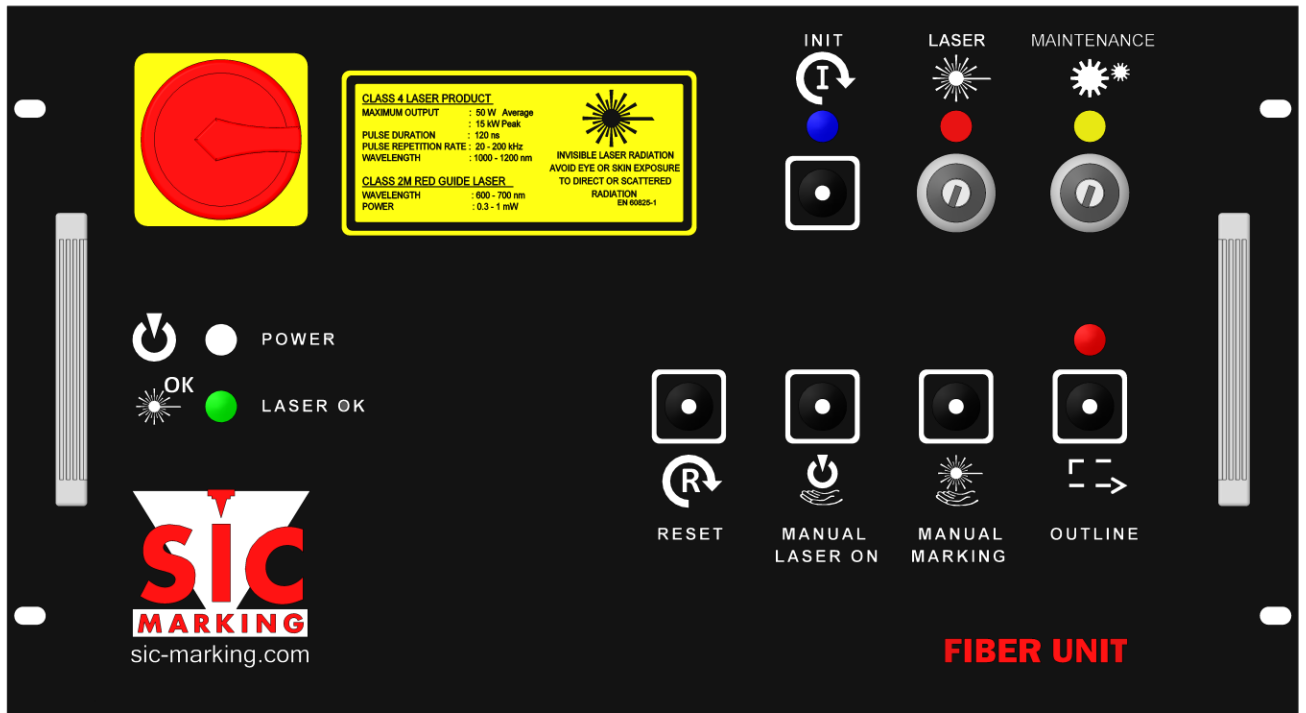 INIT
LASER
MAINTENANCE
CLASS 4 LASER PRODUCT
MAXIMUM OUTPUT : 50 W Average
: 15 kW Peak
PULSE DURATION : 120 ns
PULSE REPETITION RATE : 20 - 200 kHz
WAVELENGTH : 1000 - 1200 nm
CLASS 2M RED GUIDE LASER
WAVELENGTH : 600 - 700 nm
POWER : 0.3 - 1 mW
INVISIBLE LASER RADIATION
AVOID EYE OR SKIN EXPOSURE
TO DIRECT OR SCATTERED
RADIATION
EN 60825-1
I
POWER
OK
LASER OK
R
RESET
MANUAL
LASER ON
MANUAL
MARKING
OUTLINE
SiC
MARKING
sic-marking.com
FIBER UNIT